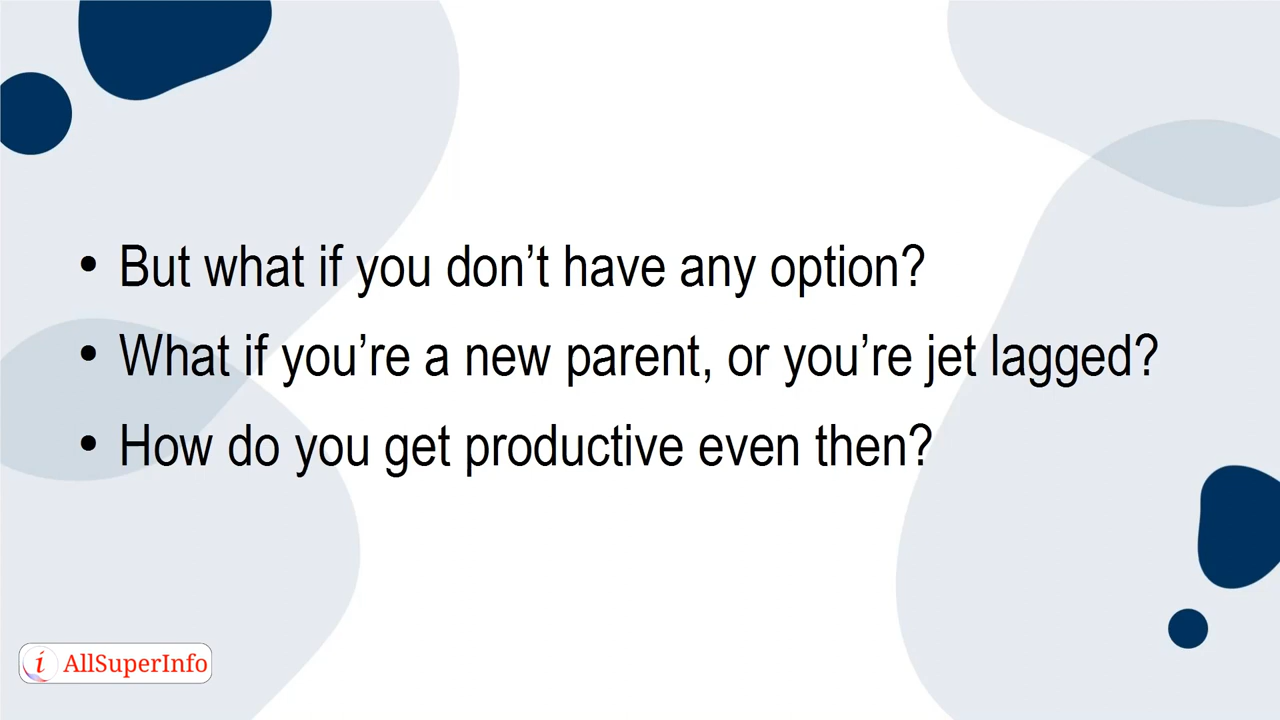 • But what if you don’t have any option?
• What if you’re a new parent, or you’re jet lagged?
• How do you get productive even then?
i AllSuperInfo